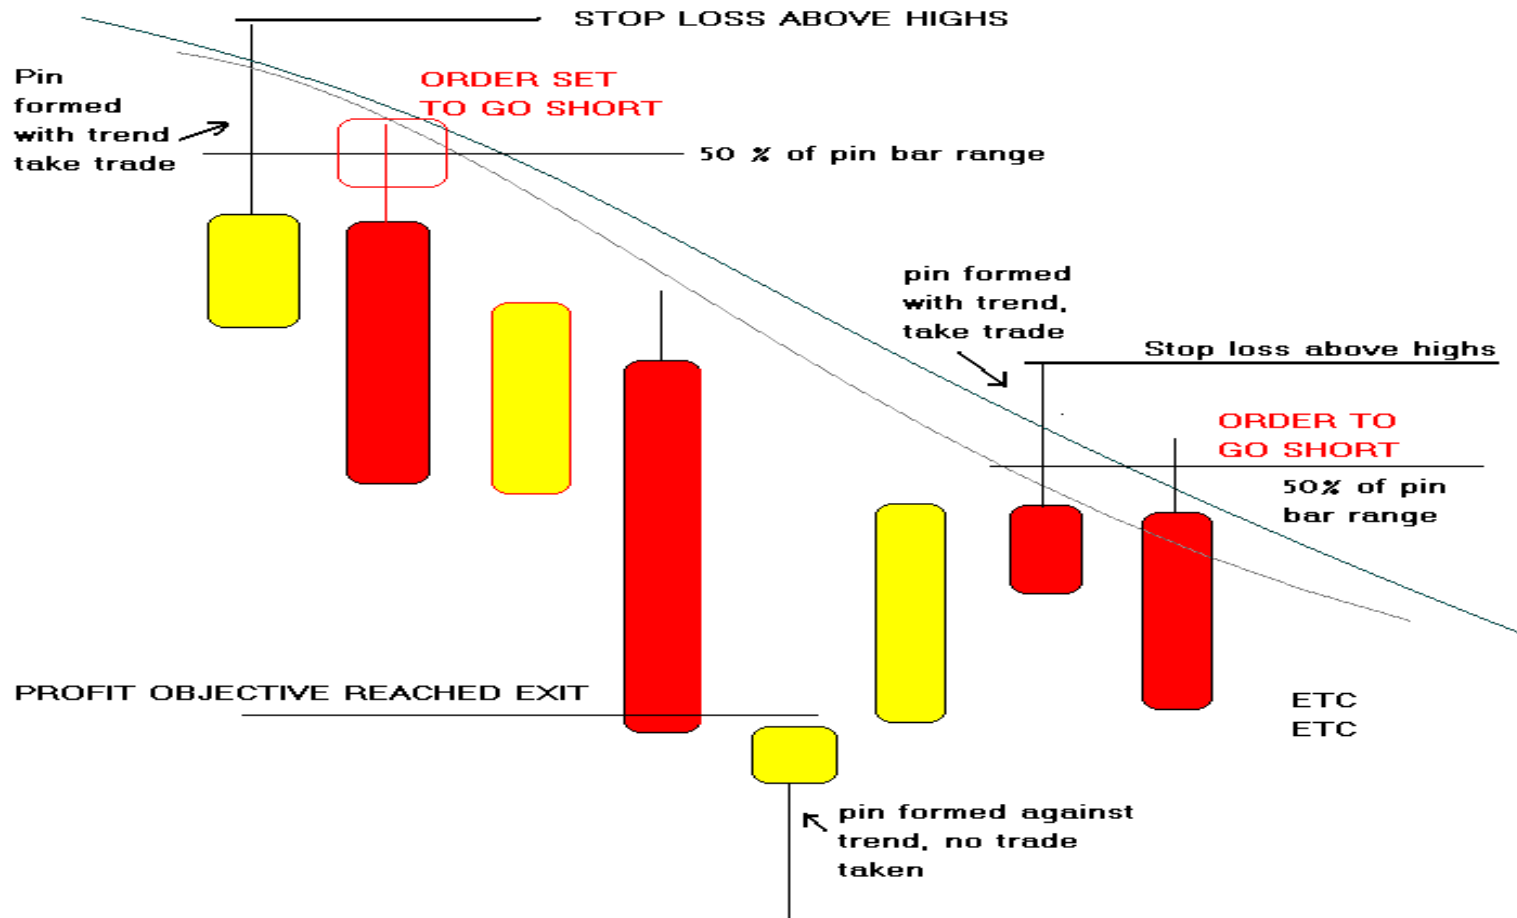 STOP LOSS ABOVE HIGHS
Pin
formed
with trend
take trade
ORDER SET
TO GO SHORT
50 % of pin bar range
pin formed
with trend,
take trade
Stop loss above highs
ORDER TO
GO SHORT
50% of pin
bar range
PROFIT OBJECTIVE REACHED EXIT
ETC
ETC
pin formed against
trend, no trade
taken